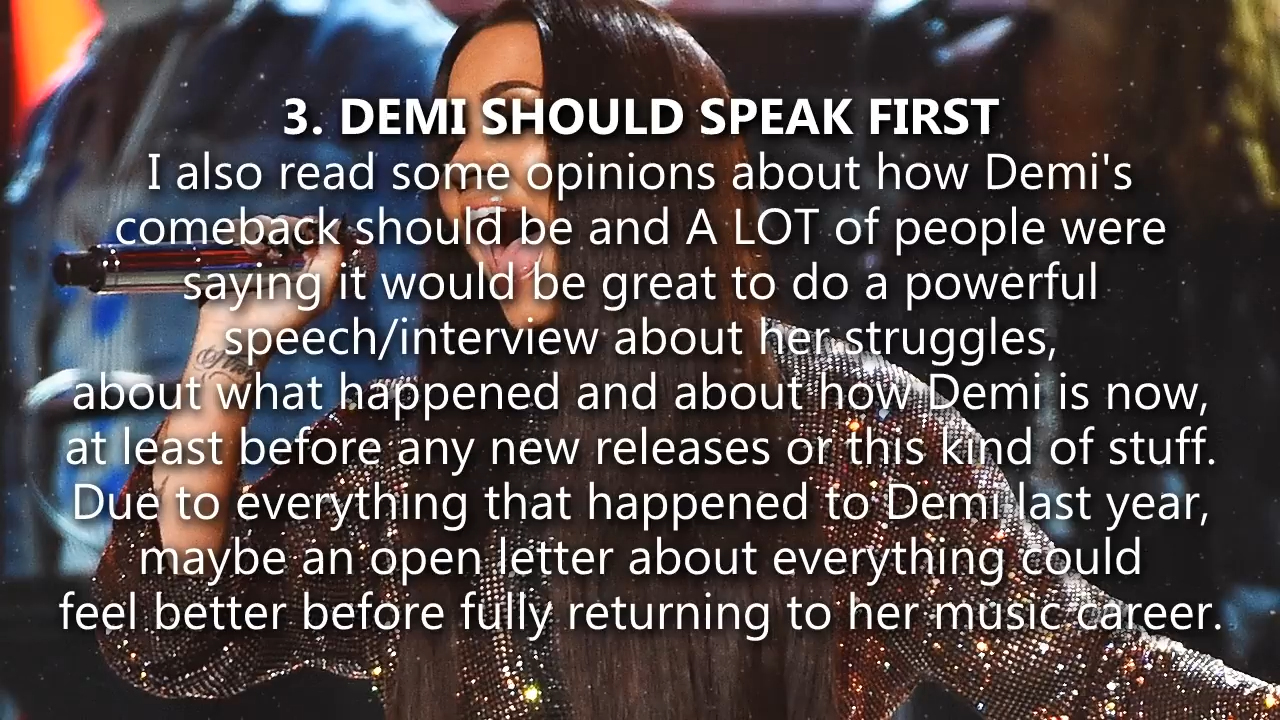 3. DEMI SHOULD SPEAK FIRST
I also read some opinions about how Demi's
comeback should be and A LOT of people were
saying it would be great to do a powerful
speech/interview about her struggles,
about what happened and about how Demi is now,
at least before any new releases or this kind of stuff.
Due to everything that happened to Demi last year,
maybe an open letter about everything could
feel better before fully returning to her music career.